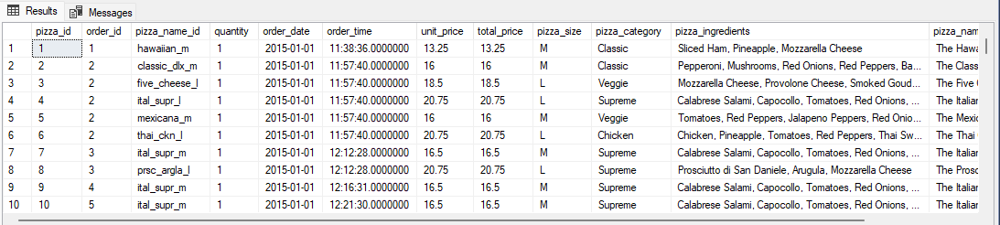 Results Messages
pizza_id order_id pizza_name_id quantity order_date order_time unit_price total_price pizza_size pizza_category pizza_ingredients pizza_nam
1 1 1 hawaiian_m 1 2015-01-01 11:38:36.0000000 13.25 13.25 M Classic Sliced Ham, Pineapple, Mozzarella Cheese The Hawa
2 2 2 classic_dlx_m 1 2015-01-01 11:57:40.0000000 16 16 M Classic Pepperoni, Mushrooms, Red Onions, Red Peppers, Ba... The Class
3 3 2 five_cheese_l 1 2015-01-01 11:57:40.0000000 18.5 18.5 L Veggie Mozzarella Cheese, Provolone Cheese, Smoked Goud... The Five
4 4 2 ital_supr_l 1 2015-01-01 11:57:40.0000000 20.75 20.75 L Supreme Calabrese Salami, Capocollo, Tomatoes, Red Onions, ... The Italian
5 5 2 mexicana_m 1 2015-01-01 11:57:40.0000000 16 16 M Veggie Tomatoes, Red Peppers, Jalapeno Peppers, Red Onio... The Mexic
6 6 2 thai_ckn_l 1 2015-01-01 11:57:40.0000000 20.75 20.75 L Chicken Chicken, Pineapple, Tomatoes, Red Peppers, Thai Sw... The Thai
7 7 3 ital_supr_m 1 2015-01-01 12:12:28.0000000 16.5 16.5 M Supreme Calabrese Salami, Capocollo, Tomatoes, Red Onions, ... The Italian
8 8 3 prsc_argla_l 1 2015-01-01 12:12:28.0000000 20.75 20.75 L Supreme Prosciutto di San Daniele, Arugula, Mozzarella Cheese The Prosc
9 9 4 ital_supr_m 1 2015-01-01 12:16:31.0000000 16.5 16.5 M Supreme Calabrese Salami, Capocollo, Tomatoes, Red Onions, ... The Italian
10 10 5 ital_supr_m 1 2015-01-01 12:21:30.0000000 16.5 16.5 M Supreme Calabrese Salami, Capocollo, Tomatoes, Red Onions, ... The Italian